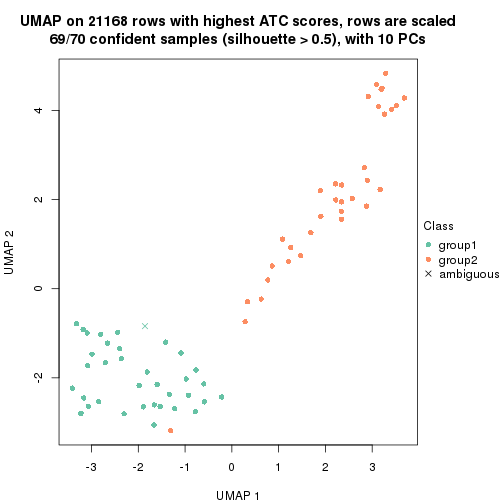 UMAP on 21168 rows with highest ATC scores, rows are scaled
69/70 confident samples (silhouette > 0.5), with 10 PCs
4
2
0
-2
UMAP 2
-3 -2 -1 0 1 2 3
UMAP 1
Class
group1
group2
ambiguous